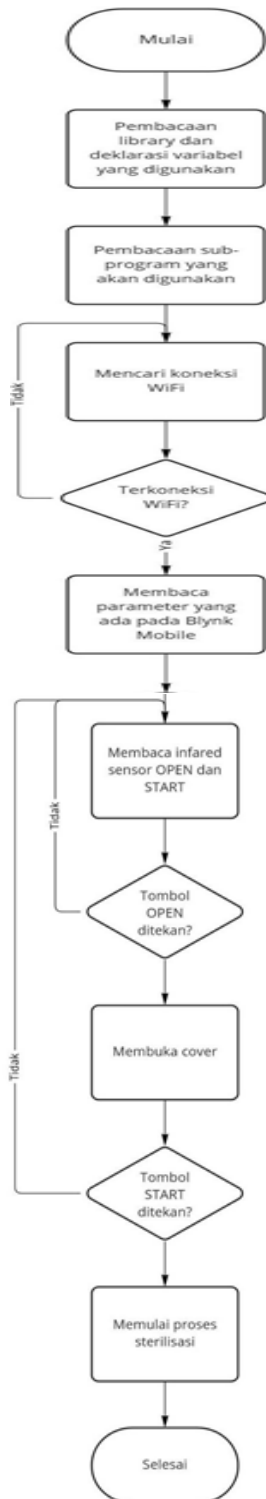 Mulai
Pembacaan
library dan
deklarasi variabel
yang digunakan
Pembacaan sub-
program yang
akan digunakan
Mencari koneksi
WiFi
Tidak
Terkoneksi
WiFi?
Ya
Membaca
parameter yang
ada pada Blynk
Mobile
Membaca infared
sensor OPEN dan
START
Tidak
Tombol
OPEN
ditekan?
Membuka cover
Tidak
Tombol
START
ditekan?
Memulai proses
sterilisasi
Selesai